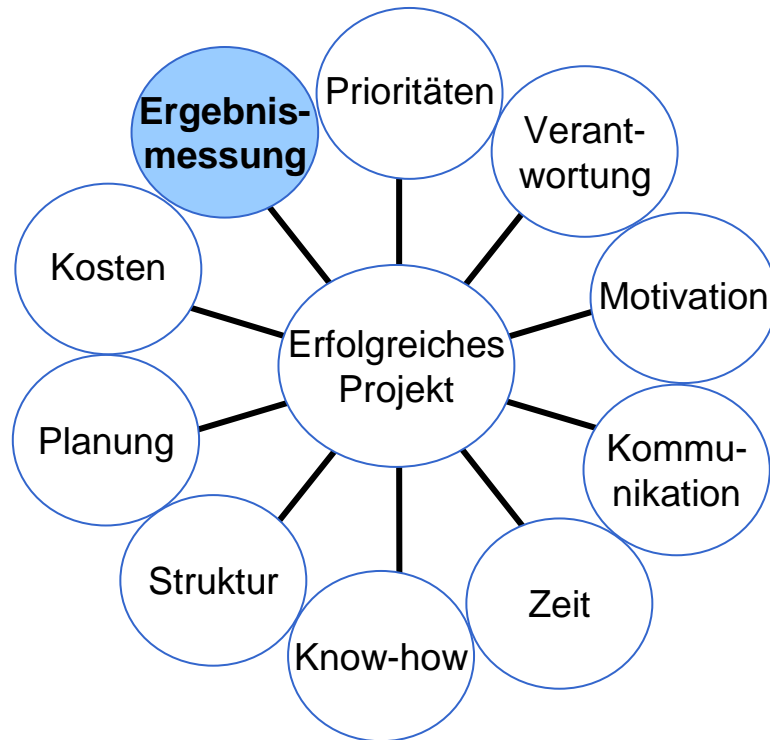 Prioritäten
Ergebnis-
messung
Verant-
wortung
Kosten
Motivation
Erfolgreiches
Projekt
Planung
Kommu-
nikation
Struktur
Zeit
Know-how